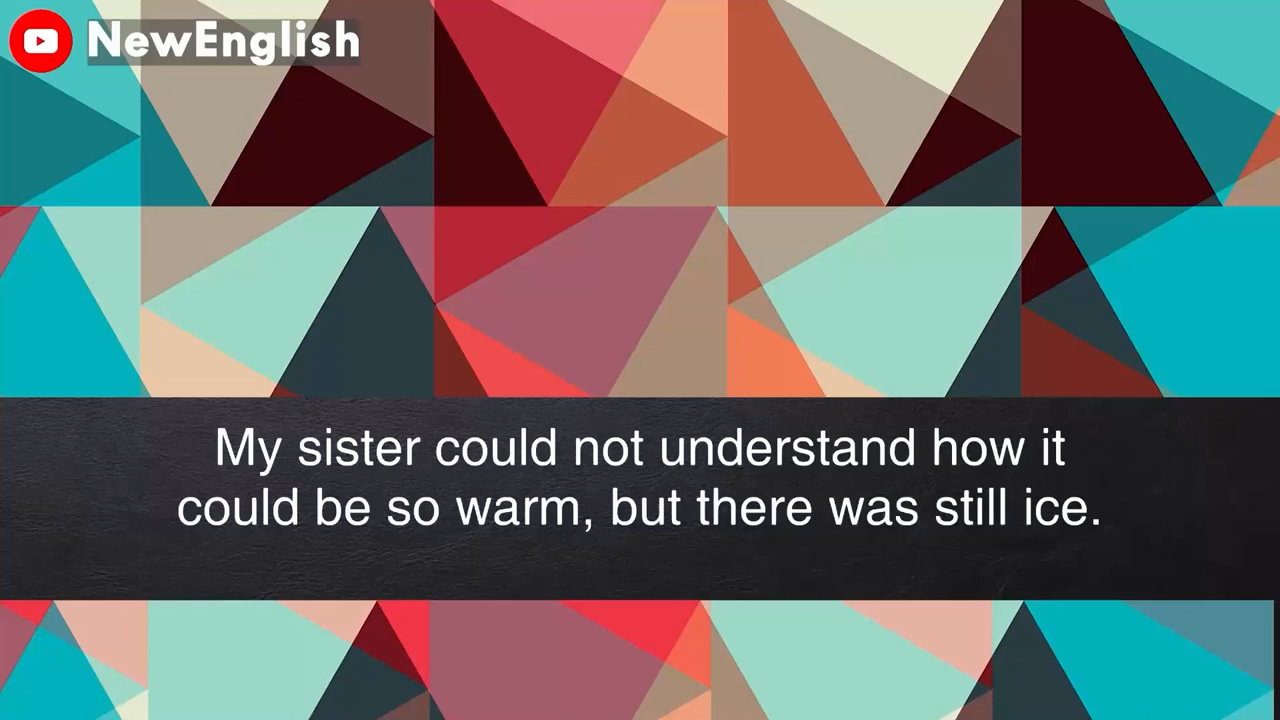 NewEnglish
My sister could not understand how it
could be so warm, but there was still ice.